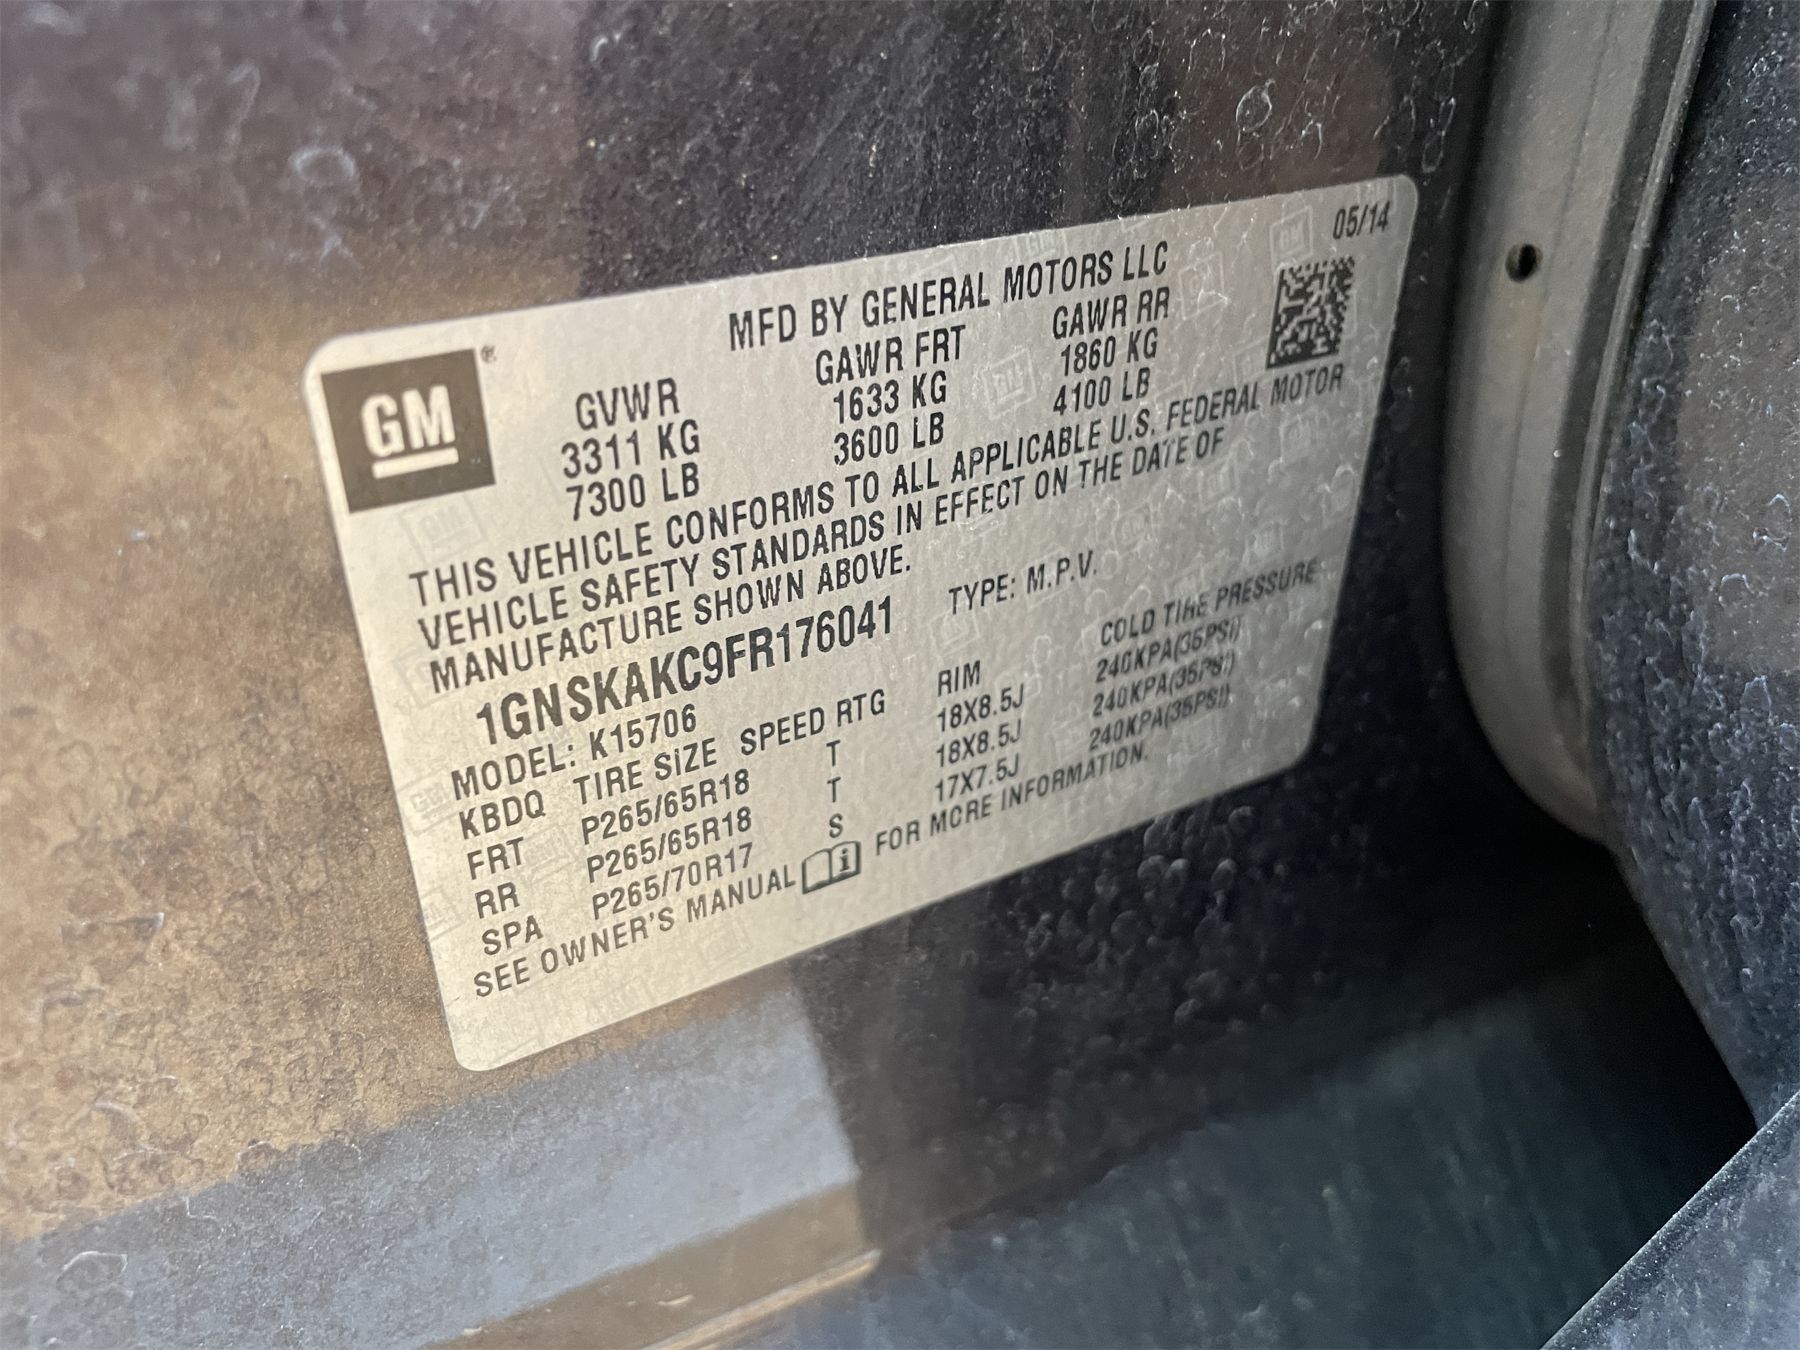 05/14
MFD BY GENERAL MOTORS LLC
GM ®
GVWR GAWR FRT GAWR RR
3311 KG 1633 KG 1860 KG
7300 LB 3600 LB 4100 LB
THIS VEHICLE CONFORMS TO ALL APPLICABLE U.S. FEDERAL MOTOR
VEHICLE SAFETY STANDARDS IN EFFECT ON THE DATE OF
MANUFACTURE SHOWN ABOVE.
1GNSKAKC9FR176041 TYPE: M.P.V.
MODEL: K15706
KBDQ TIRE SIZE SPEED RTG RIM COLD TIRE PRESSURE
FRT P265/65R18 T 18X8.5J 240KPA(35PSI)
RR P265/65R18 T 18X8.5J 240KPA(35PSI)
SPA P265/70R17 S 17X7.5J 240KPA(35PSI)
SEE OWNER'S MANUAL i FOR MORE INFORMATION.